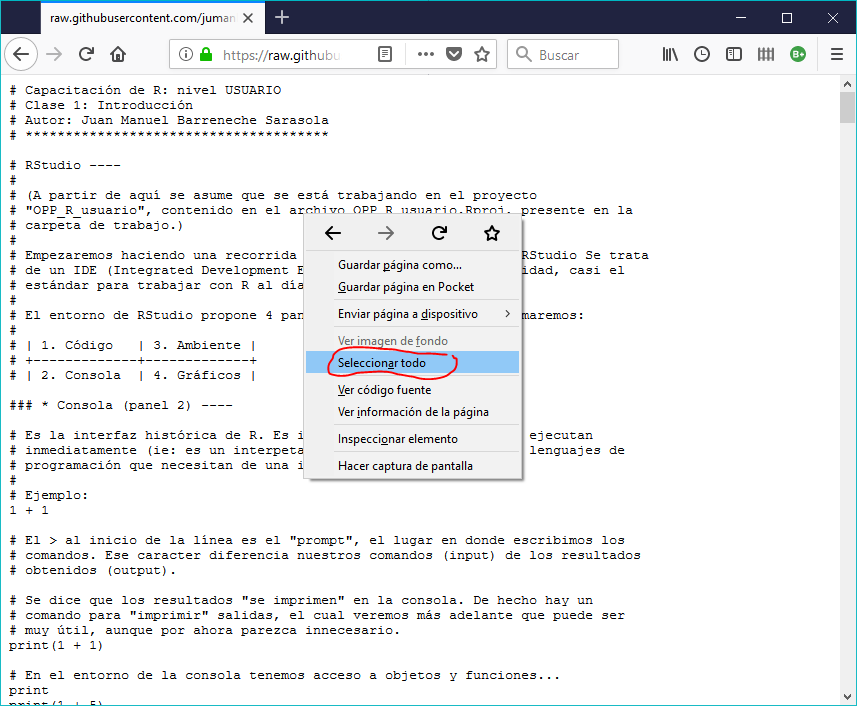 raw.githubusercontent.com/juman
https://raw.githubu
Buscar
# Capacitación de R: nivel USUARIO
# Clase 1: Introducción
# Autor: Juan Manuel Barreneche Sarasola
# **************************************
# RStudio ----
#
# (A partir de aquí se asume que se está trabajando en el proyecto
# "OPP_R_usuario", contenido en el archivo OPP_R_usuario.Rproj, presente en la
# carpeta de trabajo.)
#
# Empezaremos haciendo una recorrida RStudio Se trata
# de un IDE (Integrated Development E idad, casi el
# estándar para trabajar con R al día
#
# El entorno de RStudio propone 4 pan maremos:
#
# | 1. Código | 3. Ambiente |
# +-------------+-------------+
# | 2. Consola | 4. Gráficos |
### * Consola (panel 2) ----
# Es la interfaz histórica de R. Es i ejecutan
# inmediatamente (ie: es un interpeta lenguajes de
# programación que necesitan de una i
#
# Ejemplo:
1 + 1
# El > al inicio de la línea es el "prompt", el lugar en donde escribimos los
# comandos. Ese caracter diferencia nuestros comandos (input) de los resultados
# obtenidos (output).
# Se dice que los resultados "se imprimen" en la consola. De hecho hay un
# comando para "imprimir" salidas, el cual veremos más adelante que puede ser
# muy útil, aunque por ahora parezca innecesario.
print(1 + 1)
# En el entorno de la consola tenemos acceso a objetos y funciones...
print
print(1 + 5)
Guardar página como...
Guardar página en Pocket
Enviar página a dispositivo
Ver imagen de fondo
Seleccionar todo
Ver código fuente
Ver información de la página
Inspeccionar elemento
Hacer captura de pantalla
B+